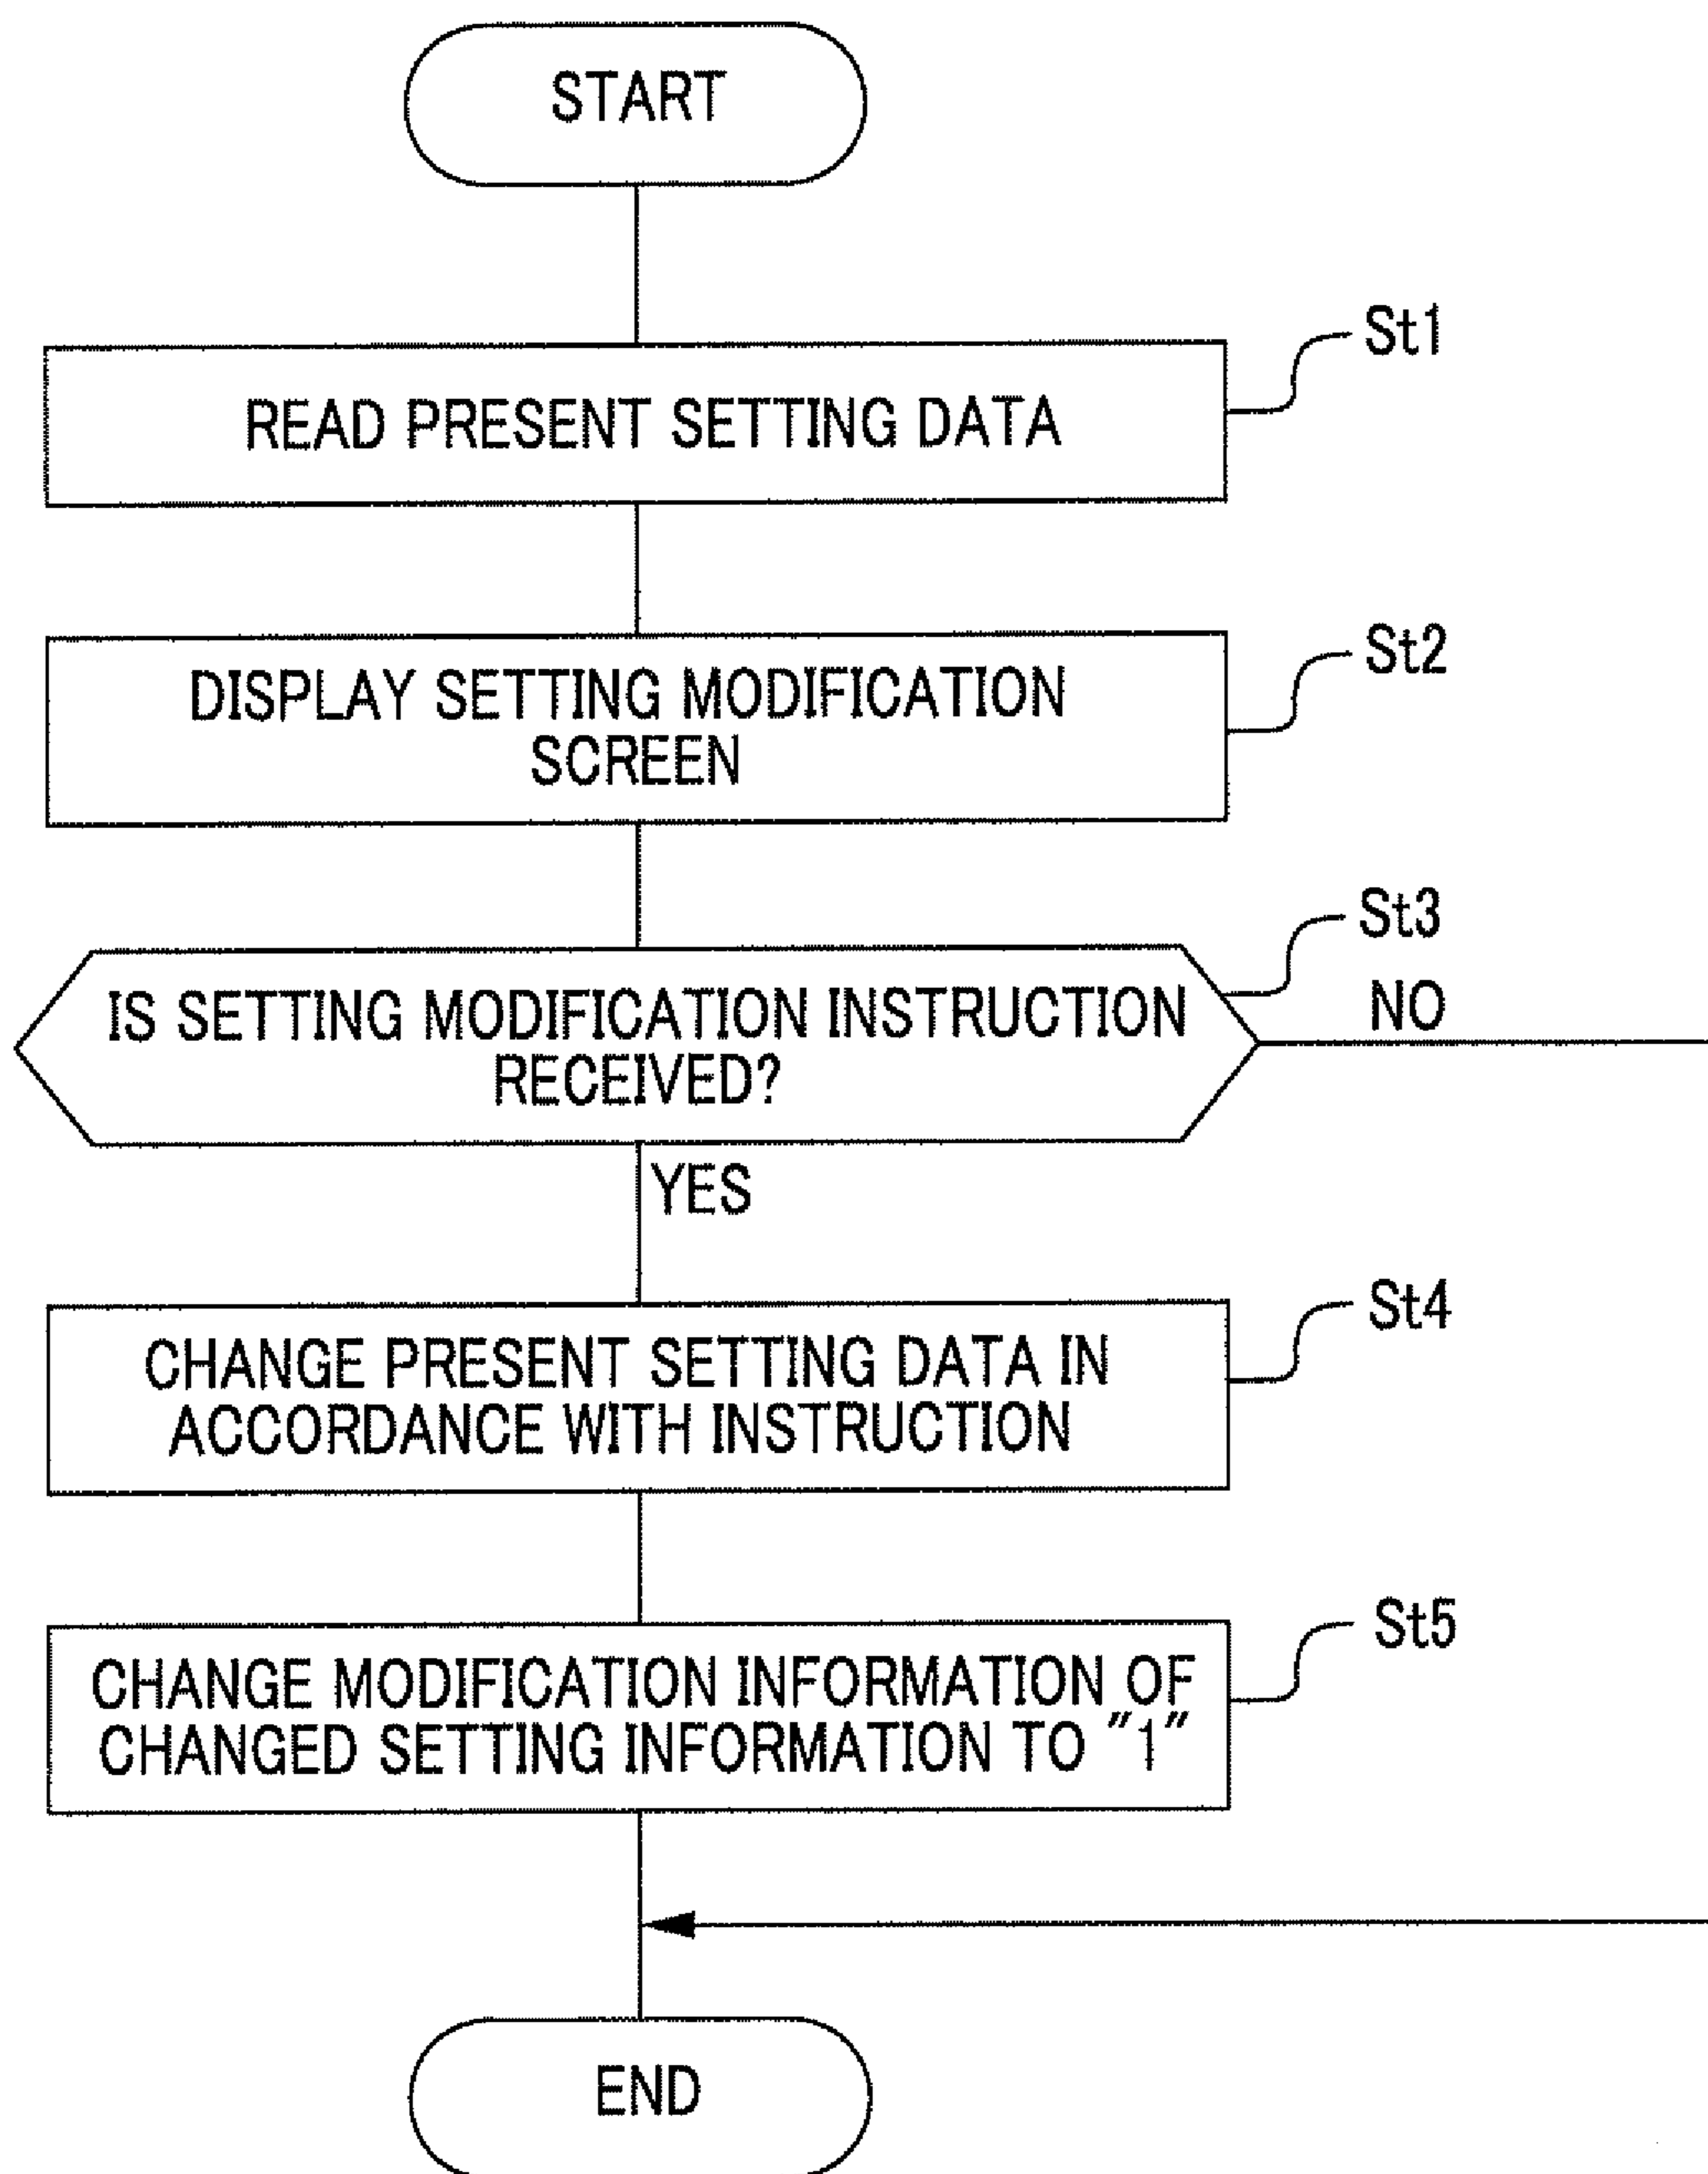 START
St1
READ PRESENT SETTING DATA
St2
DISPLAY SETTING MODIFICATION
SCREEN
St3
NO
IS SETTING MODIFICATION INSTRUCTION
RECEIVED?
YES
St4
CHANGE PRESENT SETTING DATA IN
ACCORDANCE WITH INSTRUCTION
St5
CHANGE MODIFICATION INFORMATION OF
CHANGED SETTING INFORMATION TO "1"
END